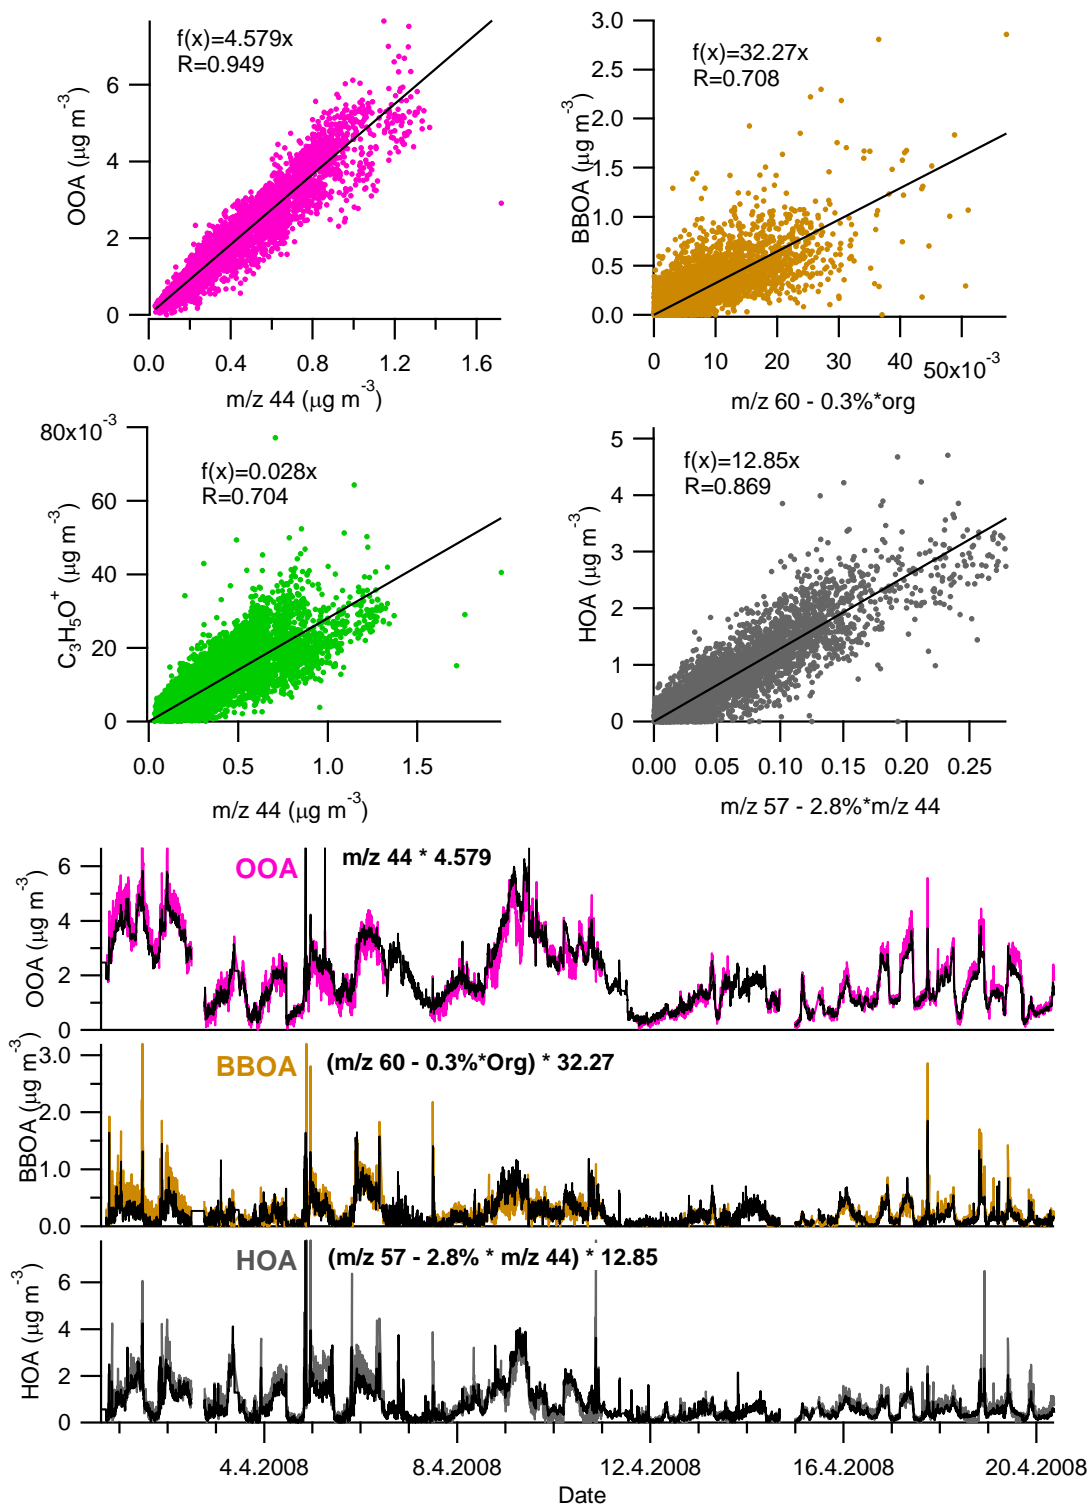 f(x)=4.579x
R=0.949
6
4
2
0
OOA (μg m⁻³)
0.0 0.4 0.8 1.2 1.6
m/z 44 (μg m⁻³)
f(x)=32.27x
R=0.708
3.0
2.5
2.0
1.5
1.0
0.5
0.0
BBOA (μg m⁻³)
0 10 20 30 40 50x10⁻³
m/z 60 - 0.3%*org
f(x)=0.028x
R=0.704
80x10⁻³
60
40
20
0
C₃H₅O⁺ (μg m⁻³)
0.0 0.5 1.0 1.5
m/z 44 (μg m⁻³)
f(x)=12.85x
R=0.869
5
4
3
2
1
0
HOA (μg m⁻³)
0.00 0.05 0.10 0.15 0.20 0.25
m/z 57 - 2.8%*m/z 44
OOA m/z 44 * 4.579
6
4
2
0
OOA (μg m⁻³)
BBOA (m/z 60 - 0.3%*Org) * 32.27
3.0
2.0
1.0
0.0
BBOA (μg m⁻³)
HOA (m/z 57 - 2.8% * m/z 44) * 12.85
6
4
2
0
HOA (μg m⁻³)
4.4.2008 8.4.2008 12.4.2008 16.4.2008 20.4.2008
Date